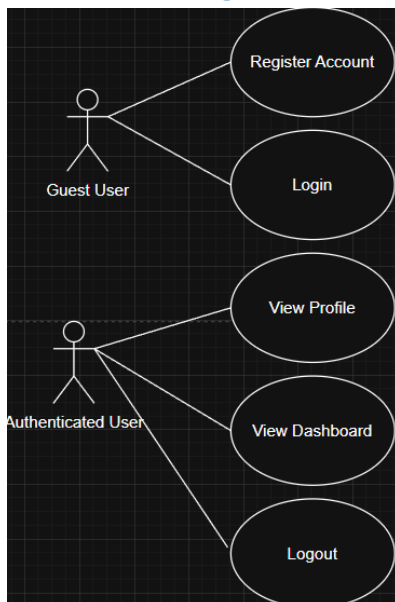 Register Account
Guest User
Login
View Profile
Authenticated User
View Dashboard
Logout